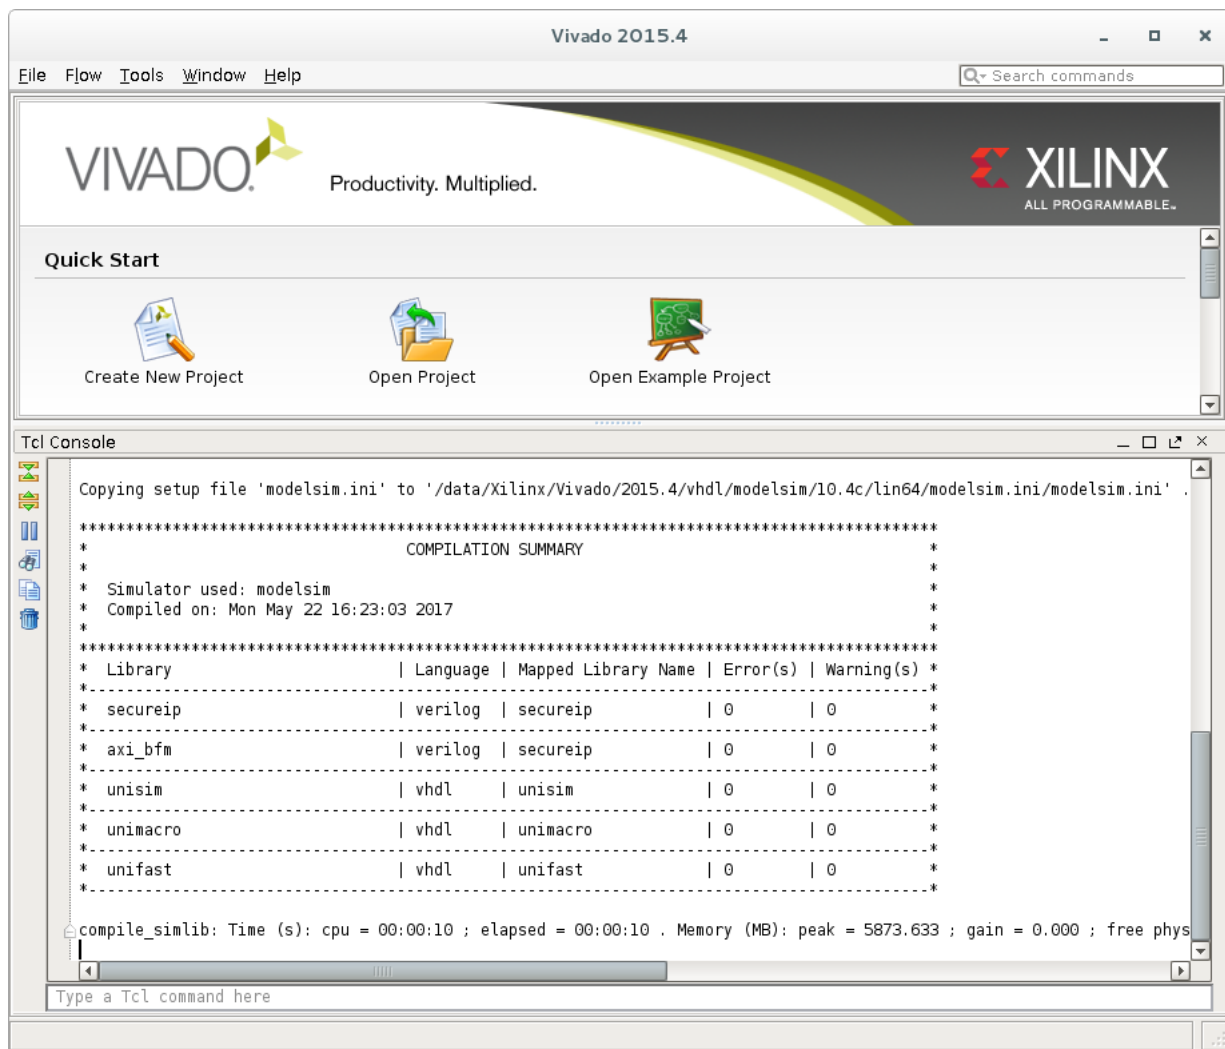 Vivado 2015.4
File Flow Tools Window Help
Search commands
VIVADO.
Productivity. Multiplied.
XILINX
ALL PROGRAMMABLE™
Quick Start
Create New Project Open Project Open Example Project
Tcl Console
Copying setup file 'modelsim.ini' to '/data/Xilinx/Vivado/2015.4/vhdl/modelsim/10.4c/lin64/modelsim.ini/modelsim.ini' .
********************************************************************************************
* COMPILATION SUMMARY *
* *
* Simulator used: modelsim *
* Compiled on: Mon May 22 16:23:03 2017 *
* *
********************************************************************************************
* Library | Language | Mapped Library Name | Error(s) | Warning(s) *
*------------------------------------------------------------------------------------------*
* secureip | verilog | secureip | 0 | 0 *
*------------------------------------------------------------------------------------------*
* axi_bfm | verilog | secureip | 0 | 0 *
*------------------------------------------------------------------------------------------*
* unisim | vhdl | unisim | 0 | 0 *
*------------------------------------------------------------------------------------------*
* unimacro | vhdl | unimacro | 0 | 0 *
*------------------------------------------------------------------------------------------*
* unifast | vhdl | unifast | 0 | 0 *
*------------------------------------------------------------------------------------------*
compile_simlib: Time (s): cpu = 00:00:10 ; elapsed = 00:00:10 . Memory (MB): peak = 5873.633 ; gain = 0.000 ; free phys
Type a Tcl command here